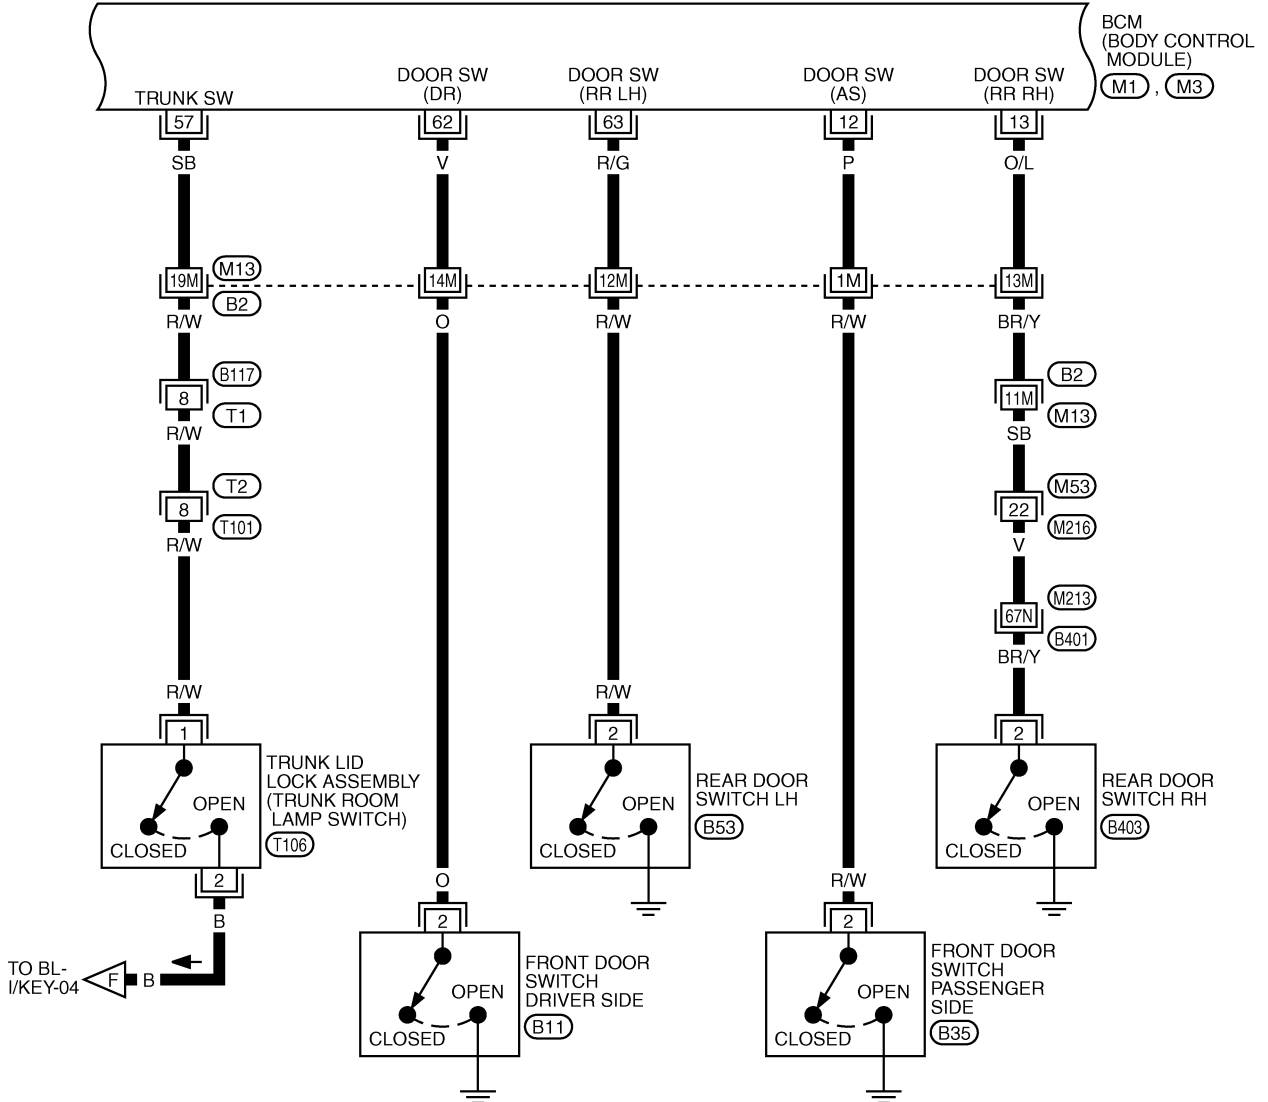 BCM
(BODY CONTROL
MODULE)
M1 , M3
TRUNK SW
DOOR SW
(DR)
DOOR SW
(RR LH)
DOOR SW
(AS)
DOOR SW
(RR RH)
57 62 63 12 13
SB V R/G P O/L
M13
19M 14M 12M 1M 13M
B2
R/W O R/W R/W BR/Y
B117 B2
8 11M
T1 M13
R/W SB
T2 M53
8 22
T101 M216
R/W V
M213
67N
B401
BR/Y
R/W R/W
1 2 2
TRUNK LID
LOCK ASSEMBLY
(TRUNK ROOM
LAMP SWITCH)
T106
OPEN
CLOSED
2
B
TO BL-
I/KEY-04
F B
REAR DOOR
SWITCH LH
B53
OPEN
CLOSED
REAR DOOR
SWITCH RH
B403
OPEN
CLOSED
O R/W
2 2
FRONT DOOR
SWITCH
DRIVER SIDE
B11
OPEN
CLOSED
FRONT DOOR
SWITCH
PASSENGER
SIDE
B35
OPEN
CLOSED